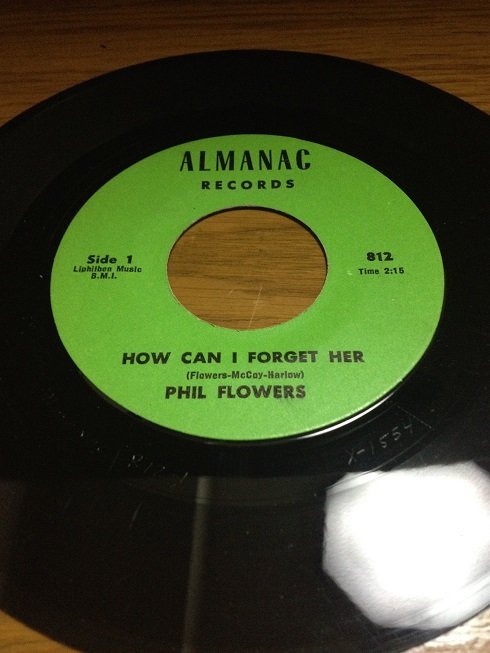 ALMANAC
RECORDS
Side 1
Liphilben Music
B.M.I.
812
Time 2:15
HOW CAN I FORGET HER
(Flowers-McCoy-Harlow)
PHIL FLOWERS
X-1554